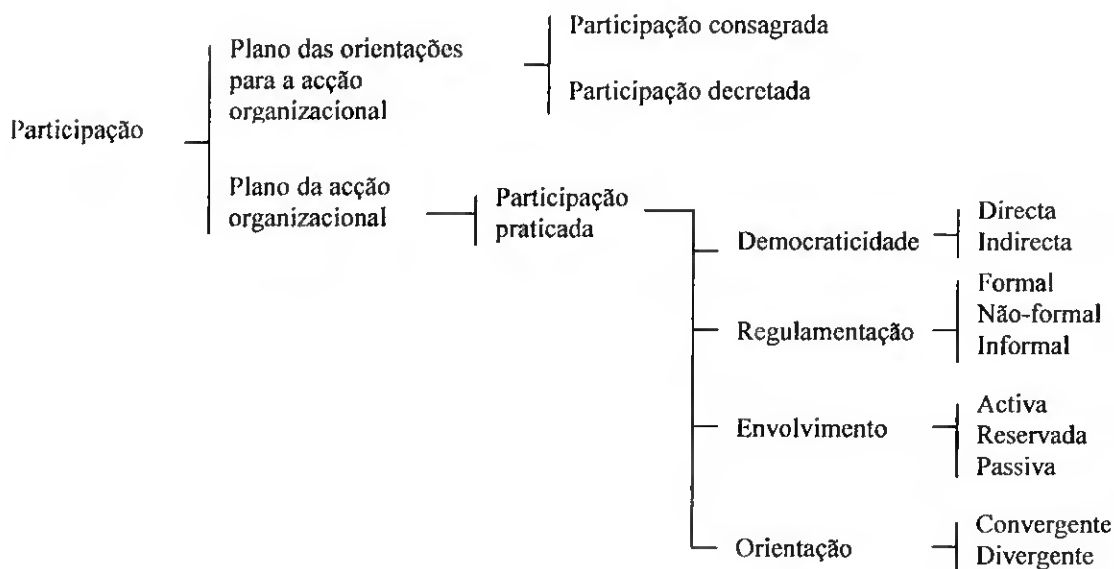 Participação
Plano das orientações
para a acção
organizacional
Participação consagrada
Participação decretada
Plano da acção
organizacional
Participação
praticada
Democraticidade
Directa
Indirecta
Regulamentação
Formal
Não-formal
Informal
Envolvimento
Activa
Reservada
Passiva
Orientação
Convergente
Divergente